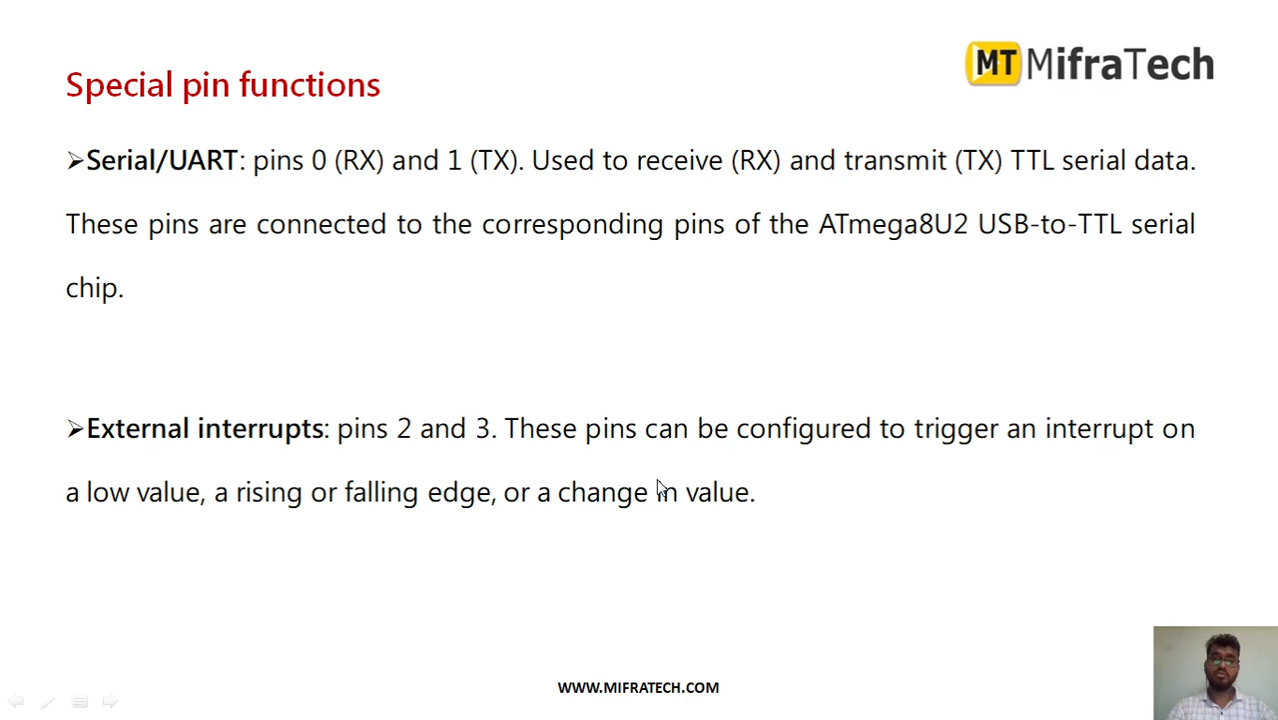 MT MifraTech
Special pin functions
➢Serial/UART: pins 0 (RX) and 1 (TX). Used to receive (RX) and transmit (TX) TTL serial data.
These pins are connected to the corresponding pins of the ATmega8U2 USB-to-TTL serial
chip.
➢External interrupts: pins 2 and 3. These pins can be configured to trigger an interrupt on
a low value, a rising or falling edge, or a change in value.
WWW.MIFRATECH.COM